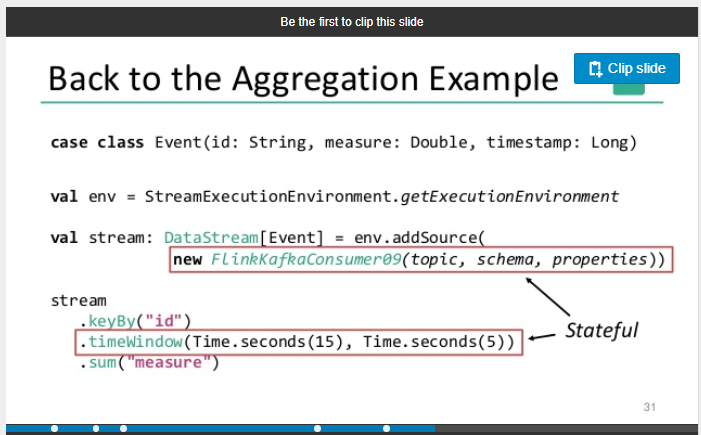 Be the first to clip this slide
Clip slide
Back to the Aggregation Example
case class Event(id: String, measure: Double, timestamp: Long)
val env = StreamExecutionEnvironment.getExecutionEnvironment
val stream: DataStream[Event] = env.addSource(
new FlinkKafkaConsumer09(topic, schema, properties))
stream
.keyBy("id")
.timeWindow(Time.seconds(15), Time.seconds(5))
.sum("measure")
Stateful
31